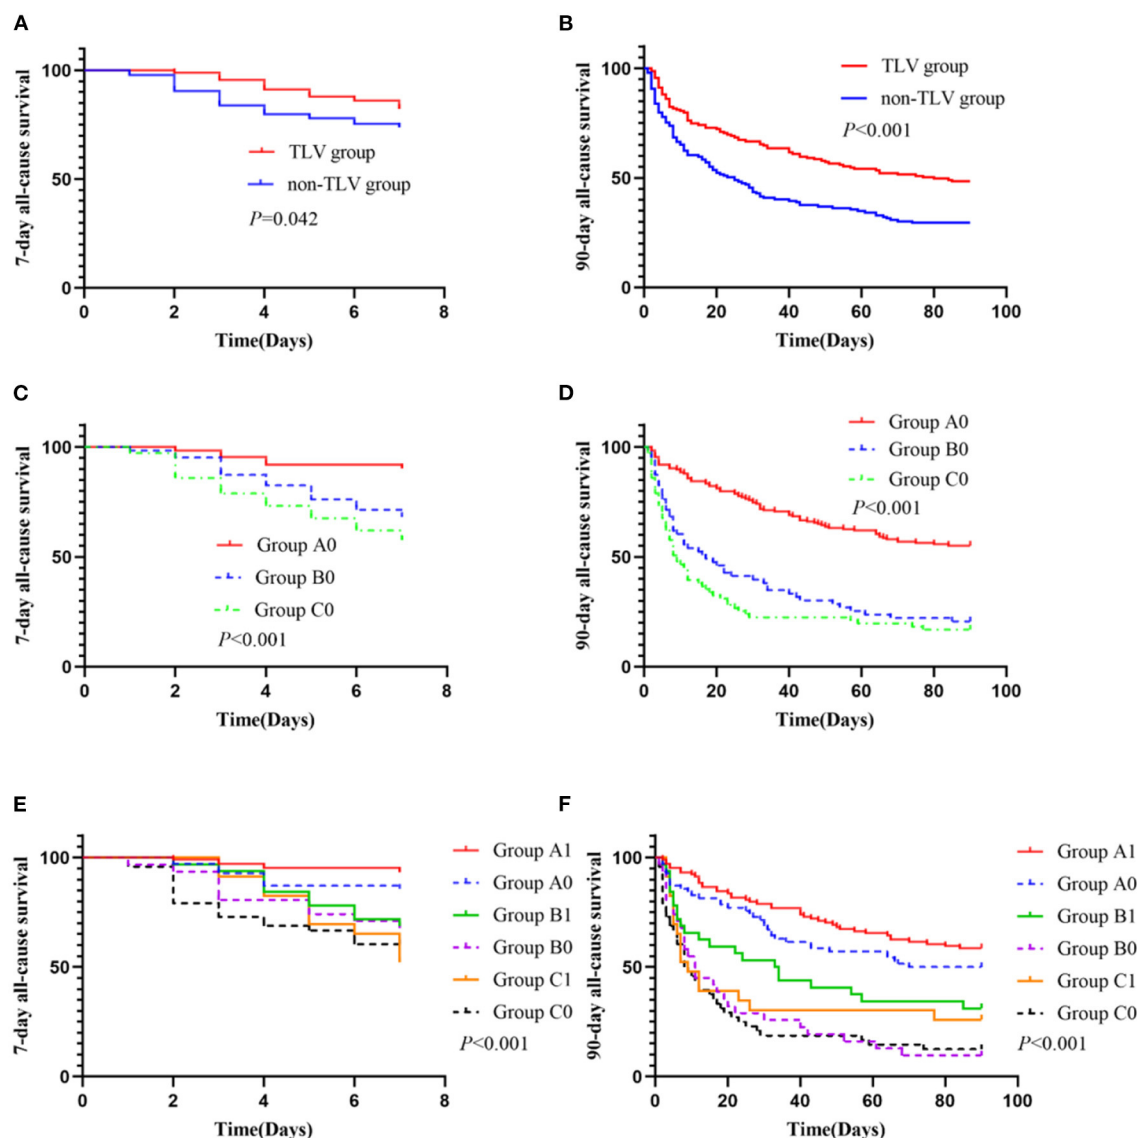 A
7-day all-cause survival
100
50
0
TLV group
non-TLV group
P=0.042
0 2 4 6 8
Time(Days)
B
90-day all-cause survival
100
50
0
TLV group
non-TLV group
P<0.001
0 20 40 60 80 100
Time(Days)
C
7-day all-cause survival
100
50
0
Group A0
Group B0
Group C0
P<0.001
0 2 4 6 8
Time(Days)
D
90-day all-cause survival
100
50
0
Group A0
Group B0
Group C0
P<0.001
0 20 40 60 80 100
Time(Days)
E
7-day all-cause survival
100
50
0
Group A1
Group A0
Group B1
Group B0
Group C1
Group C0
P<0.001
0 2 4 6 8
Time(Days)
F
90-day all-cause survival
100
50
0
Group A1
Group A0
Group B1
Group B0
Group C1
Group C0
P<0.001
0 20 40 60 80 100
Time(Days)